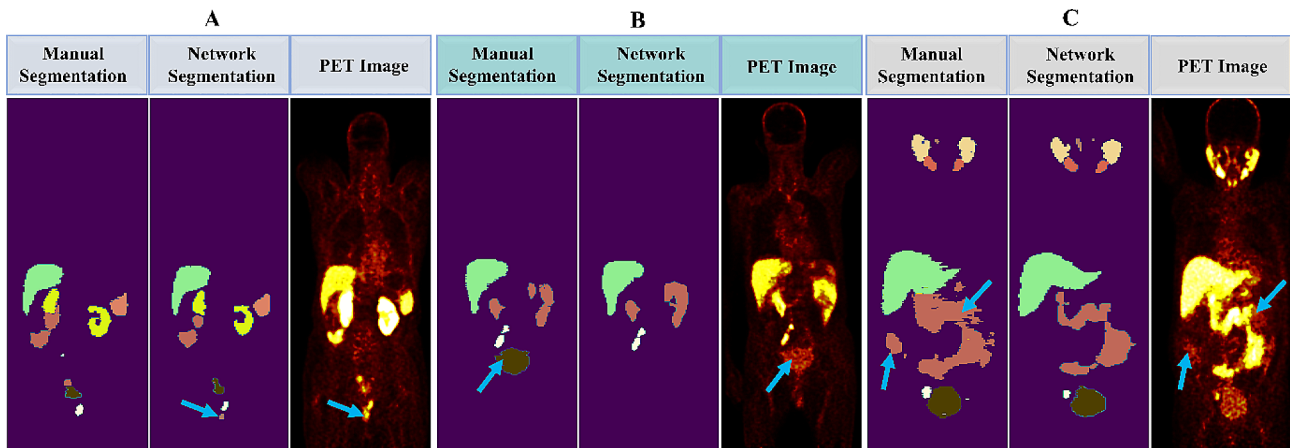 A
B
C
Manual
Segmentation
Network
Segmentation
PET Image
Manual
Segmentation
Network
Segmentation
PET Image
Manual
Segmentation
Network
Segmentation
PET Image